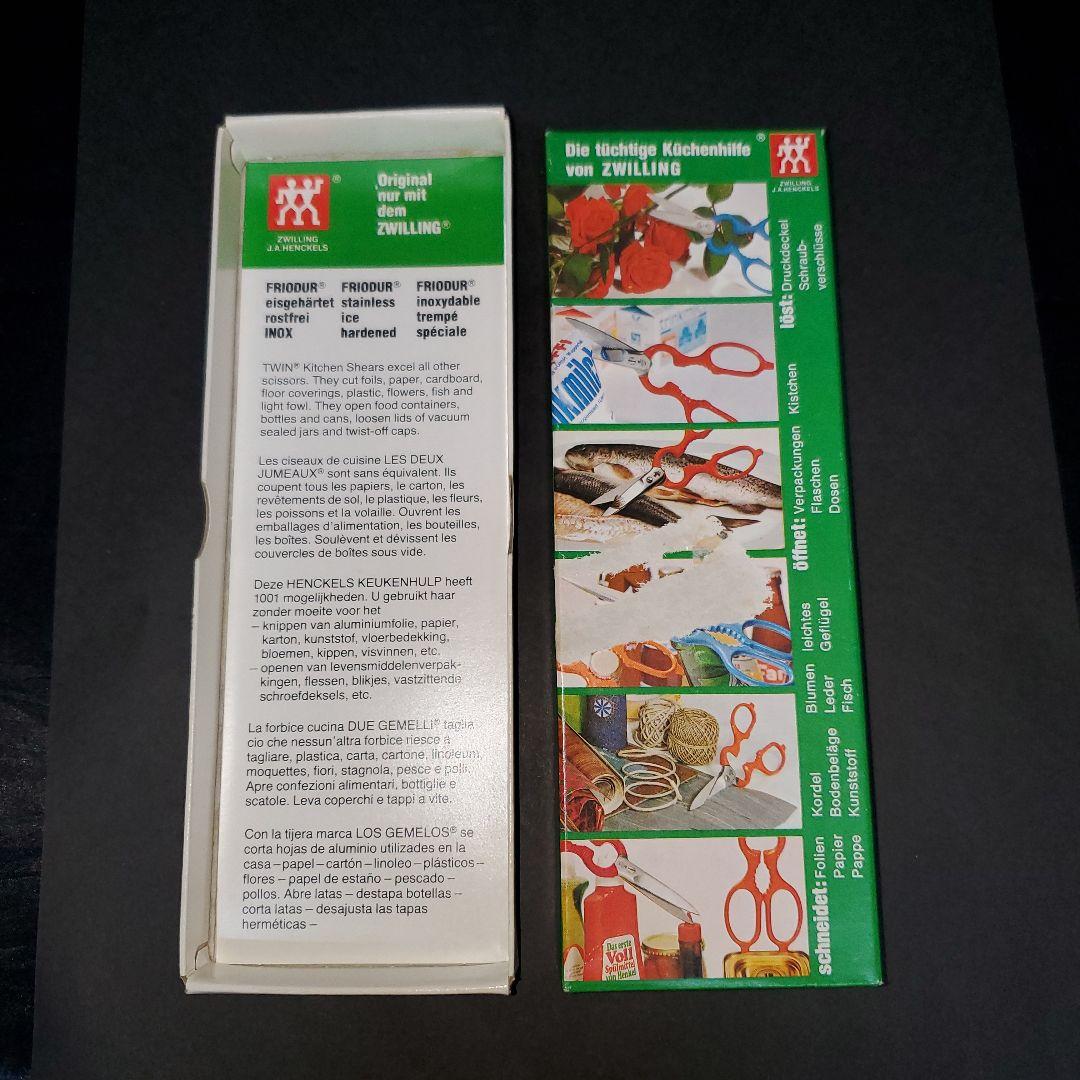 ®
ZWILLING
J.A.HENCKELS
Original
nur mit
dem
ZWILLING®
FRIODUR®
eisgehärtet
rostfrei
INOX
FRIODUR®
stainless
ice
hardened
FRIODUR®
inoxydable
trempé
spéciale
TWIN® Kitchen Shears excel all other
scissors. They cut foils, paper, cardboard,
floor coverings, plastic, flowers, fish and
light fowl. They open food containers,
bottles and cans, loosen lids of vacuum
sealed jars and twist-off caps.
Les ciseaux de cuisine LES DEUX
JUMEAUX® sont sans équivalent. Ils
coupent tous les papiers, le carton, les
revêtements de sol, le plastique, les fleurs,
les poissons et la volaille. Ouvrent les
emballages d'alimentation, les bouteilles,
les boîtes. Soulèvent et dévissent les
couvercles de boîtes sous vide.
Deze HENCKELS KEUKENHULP heeft
1001 mogelijkheden. U gebruikt haar
zonder moeite voor het
– knippen van aluminiumfolie, papier,
karton, kunststof, vloerbedekking,
bloemen, kippen, visvinnen, etc.
– openen van levensmiddelenverpak-
kingen, flessen, blikjes, vastzittende
schroefdeksels, etc.
La forbice cucina DUE GEMELLI® taglia
ciò che nessun'altra forbice riesce a
tagliare, plastica, carta, cartone, linoleum,
moquettes, fiori, stagnola, pesce e polli.
Apre confezioni alimentari, bottiglie e
scatole. Leva coperchi e tappi a vite.
Con la tijera marca LOS GEMELOS® se
corta hojas de aluminio utilizades en la
casa – papel – cartón – linoleo – plásticos –
flores – papel de estaño – pescado –
pollos. Abre latas – destapa botellas –
corta latas – desajusta las tapas
herméticas –
Die tüchtige Küchenhilfe
von ZWILLING
®
ZWILLING
J.A.HENCKELS
löst: Druckdeckel
Schraub-
verschlüsse
öffnet: Verpackungen Kistchen
Flaschen
Dosen
schneidet: Folien Kordel Blumen leichtes
Papier Bodenbeläge Leder Geflügel
Pappe Kunststoff Fisch
milch
Fan
Das erste
Voll
Spülmittel
von Henkel